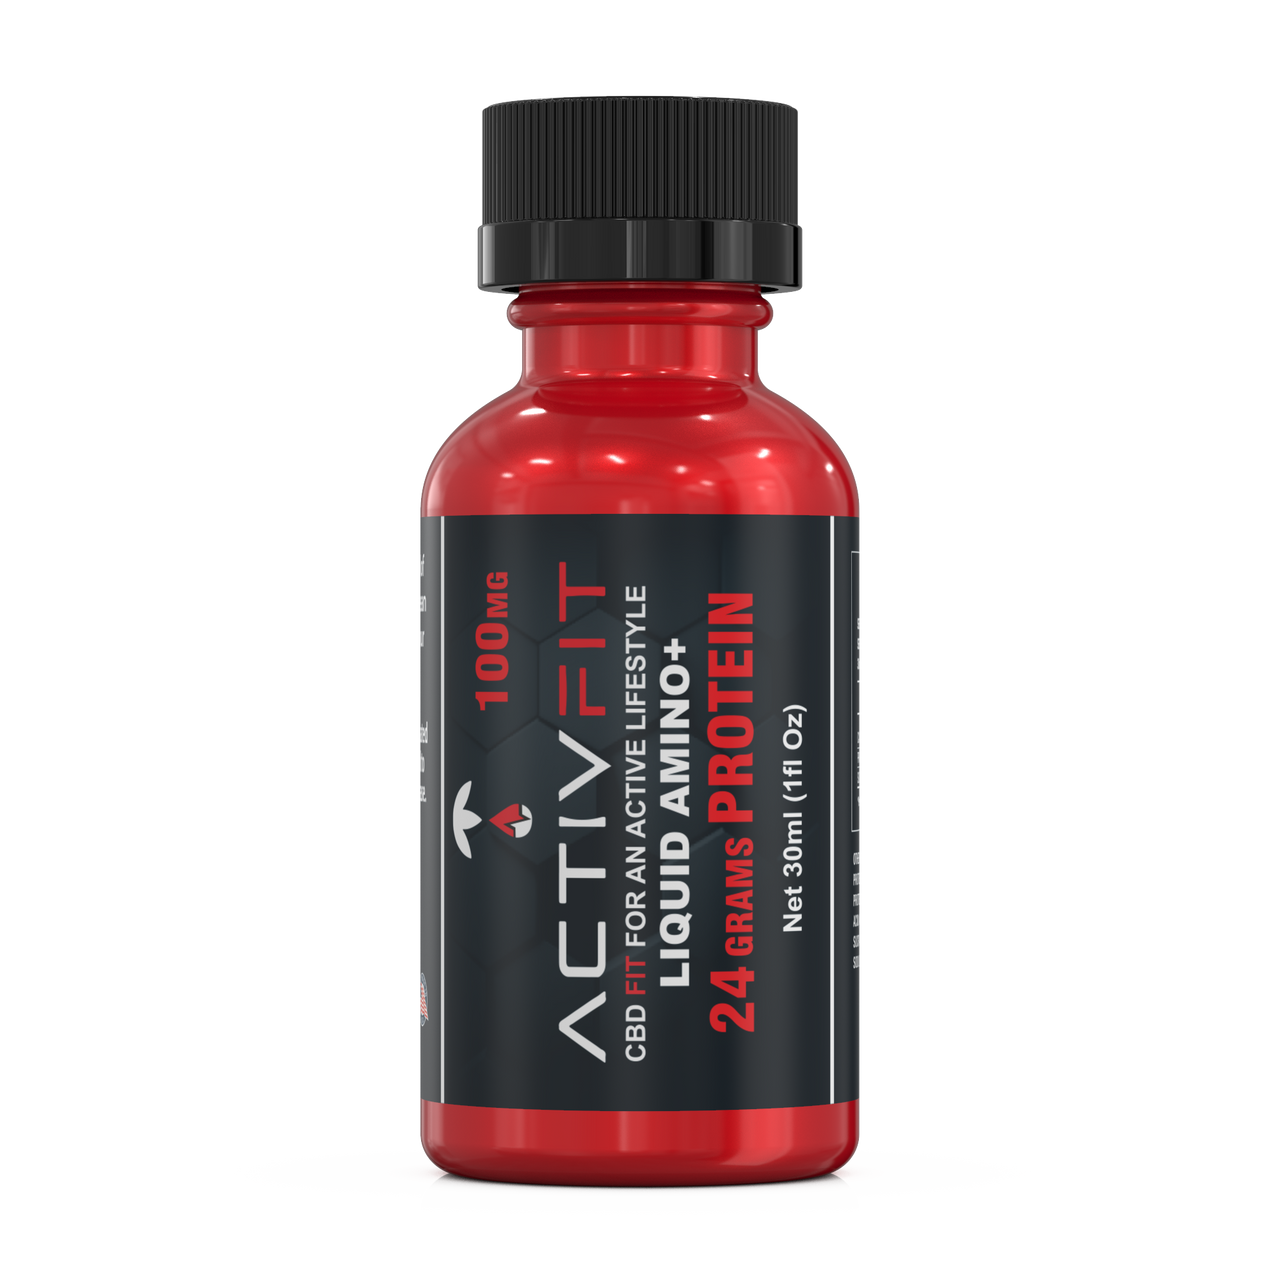 100MG
ACTIVFIT
CBD FIT FOR AN ACTIVE LIFESTYLE
LIQUID AMINO+
24 GRAMS PROTEIN
Net 30ml (1fl Oz)